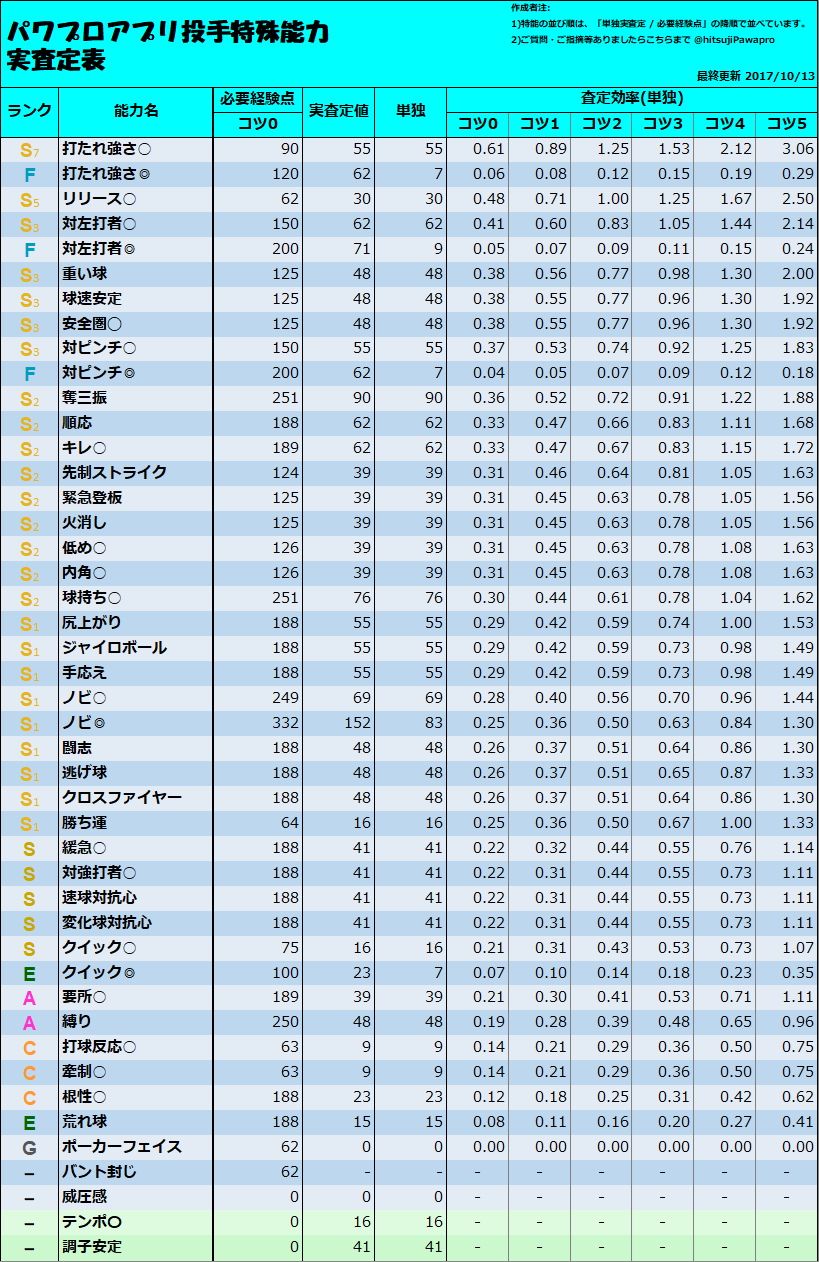 作成者注:
1)特能の並び順は、「単独実査定 / 必要経験点」の降順で並べています。
2)ご質問・ご指摘等ありましたらこちらまで @hitsujiPawapro
パワプロアプリ投手特殊能力
実査定表
最終更新 2017/10/13
ランク 能力名 必要経験点 実査定値 単独 査定効率(単独)
コツ0 コツ0 コツ1 コツ2 コツ3 コツ4 コツ5
S7 打たれ強さ○ 90 55 55 0.61 0.89 1.25 1.53 2.12 3.06
F 打たれ強さ◎ 120 62 7 0.06 0.08 0.12 0.15 0.19 0.29
S5 リリース○ 62 30 30 0.48 0.71 1.00 1.25 1.67 2.50
S3 対左打者○ 150 62 62 0.41 0.60 0.83 1.05 1.44 2.14
F 対左打者◎ 200 71 9 0.05 0.07 0.09 0.11 0.15 0.24
S3 重い球 125 48 48 0.38 0.56 0.77 0.98 1.30 2.00
S3 球速安定 125 48 48 0.38 0.55 0.77 0.96 1.30 1.92
S3 安全圏○ 125 48 48 0.38 0.55 0.77 0.96 1.30 1.92
S3 対ピンチ○ 150 55 55 0.37 0.53 0.74 0.92 1.25 1.83
F 対ピンチ◎ 200 62 7 0.04 0.05 0.07 0.09 0.12 0.18
S2 奪三振 251 90 90 0.36 0.52 0.72 0.91 1.22 1.88
S2 順応 188 62 62 0.33 0.47 0.66 0.83 1.11 1.68
S2 キレ○ 189 62 62 0.33 0.47 0.67 0.83 1.15 1.72
S2 先制ストライク 124 39 39 0.31 0.46 0.64 0.81 1.05 1.63
S2 緊急登板 125 39 39 0.31 0.45 0.63 0.78 1.05 1.56
S2 火消し 125 39 39 0.31 0.45 0.63 0.78 1.05 1.56
S2 低め○ 126 39 39 0.31 0.45 0.63 0.78 1.08 1.63
S2 内角○ 126 39 39 0.31 0.45 0.63 0.78 1.08 1.63
S2 球持ち○ 251 76 76 0.30 0.44 0.61 0.78 1.04 1.62
S1 尻上がり 188 55 55 0.29 0.42 0.59 0.74 1.00 1.53
S1 ジャイロボール 188 55 55 0.29 0.42 0.59 0.73 0.98 1.49
S1 手応え 188 55 55 0.29 0.42 0.59 0.73 0.98 1.49
S1 ノビ○ 249 69 69 0.28 0.40 0.56 0.70 0.96 1.44
S1 ノビ◎ 332 152 83 0.25 0.36 0.50 0.63 0.84 1.30
S1 闘志 188 48 48 0.26 0.37 0.51 0.64 0.86 1.30
S1 逃げ球 188 48 48 0.26 0.37 0.51 0.65 0.87 1.33
S1 クロスファイヤー 188 48 48 0.26 0.37 0.51 0.64 0.86 1.30
S1 勝ち運 64 16 16 0.25 0.36 0.50 0.67 1.00 1.33
S 緩急○ 188 41 41 0.22 0.32 0.44 0.55 0.76 1.14
S 対強打者○ 188 41 41 0.22 0.31 0.44 0.55 0.73 1.11
S 速球対抗心 188 41 41 0.22 0.31 0.44 0.55 0.73 1.11
S 変化球対抗心 188 41 41 0.22 0.31 0.44 0.55 0.73 1.11
S クイック○ 75 16 16 0.21 0.31 0.43 0.53 0.73 1.07
E クイック◎ 100 23 7 0.07 0.10 0.14 0.18 0.23 0.35
A 要所○ 189 39 39 0.21 0.30 0.41 0.53 0.71 1.11
A 縛り 250 48 48 0.19 0.28 0.39 0.48 0.65 0.96
C 打球反応○ 63 9 9 0.14 0.21 0.29 0.36 0.50 0.75
C 牽制○ 63 9 9 0.14 0.21 0.29 0.36 0.50 0.75
C 根性○ 188 23 23 0.12 0.18 0.25 0.31 0.42 0.62
E 荒れ球 188 15 15 0.08 0.11 0.16 0.20 0.27 0.41
G ポーカーフェイス 62 0 0 0.00 0.00 0.00 0.00 0.00 0.00
– バント封じ 62 - - - - - - - -
– 威圧感 0 0 0 - - - - - -
– テンポ〇 0 16 16 - - - - - -
– 調子安定 0 41 41 - - - - - -